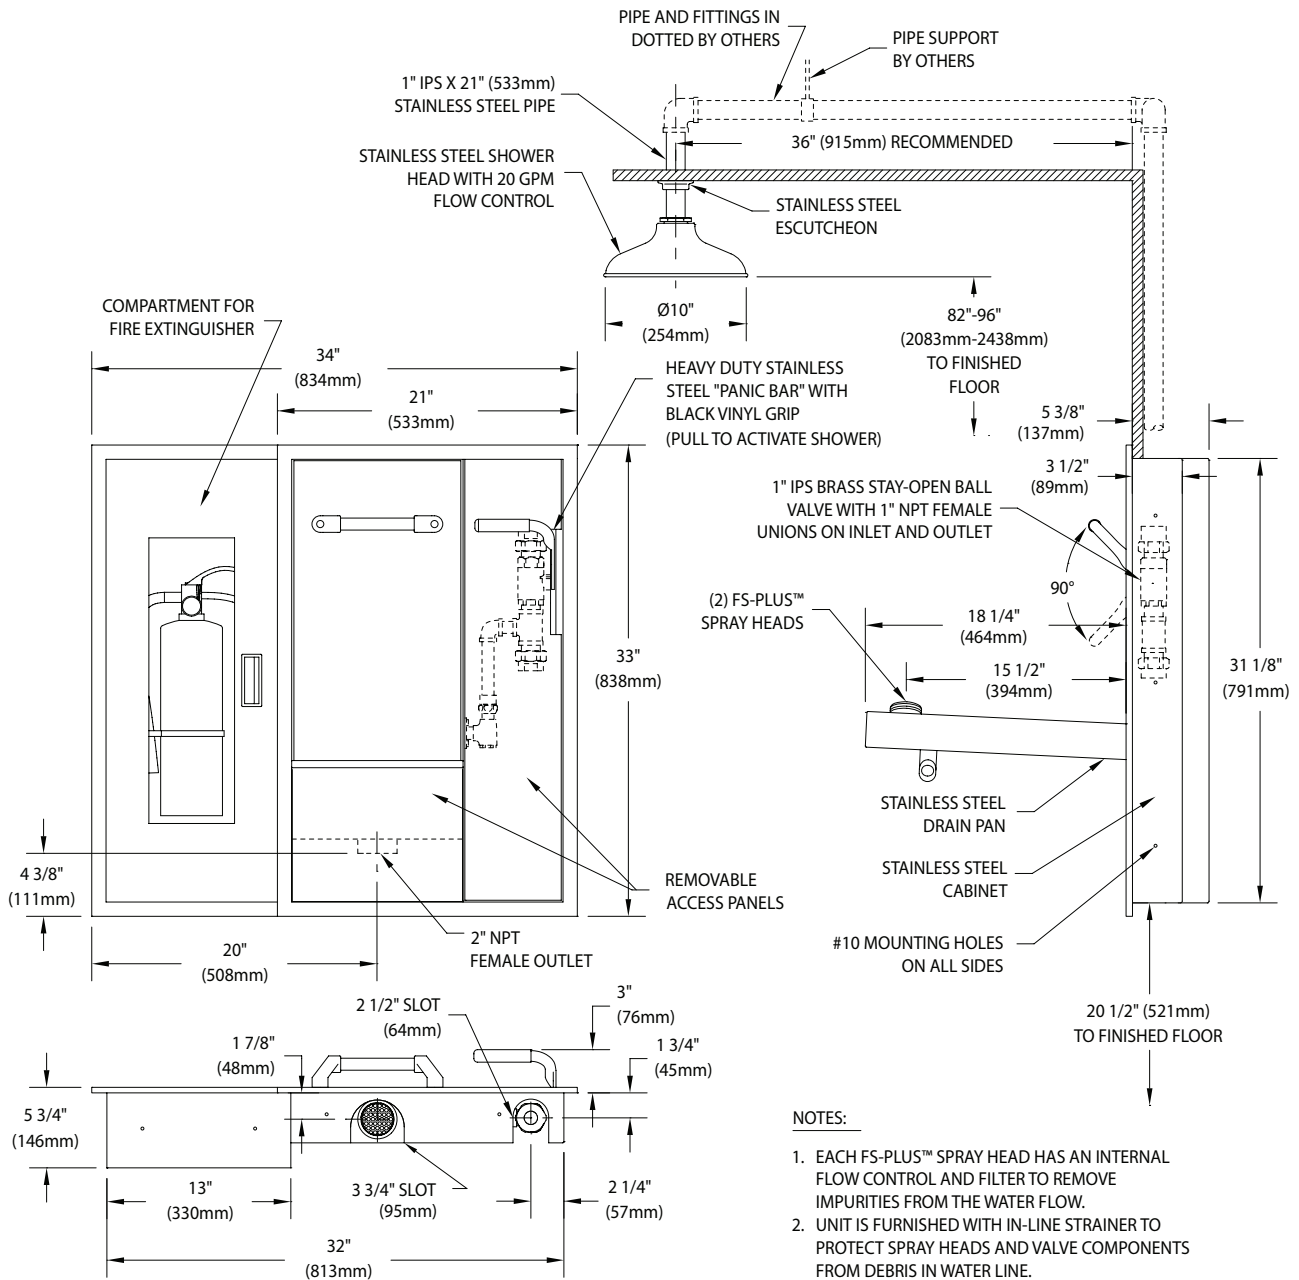 PIPE AND FITTINGS IN
DOTTED BY OTHERS
PIPE SUPPORT
BY OTHERS
1" IPS X 21" (533mm)
STAINLESS STEEL PIPE
36" (915mm) RECOMMENDED
STAINLESS STEEL SHOWER
HEAD WITH 20 GPM
FLOW CONTROL
STAINLESS STEEL
ESCUTCHEON
COMPARTMENT FOR
FIRE EXTINGUISHER
Ø10"
(254mm)
82"-96"
(2083mm-2438mm)
TO FINISHED
FLOOR
34"
(834mm)
21"
(533mm)
HEAVY DUTY STAINLESS
STEEL "PANIC BAR" WITH
BLACK VINYL GRIP
(PULL TO ACTIVATE SHOWER)
5 3/8"
(137mm)
3 1/2"
(89mm)
1" IPS BRASS STAY-OPEN BALL
VALVE WITH 1" NPT FEMALE
UNIONS ON INLET AND OUTLET
90°
(2) FS-PLUS™
SPRAY HEADS
18 1/4"
(464mm)
15 1/2"
(394mm)
33"
(838mm)
31 1/8"
(791mm)
STAINLESS STEEL
DRAIN PAN
STAINLESS STEEL
CABINET
4 3/8"
(111mm)
REMOVABLE
ACCESS PANELS
#10 MOUNTING HOLES
ON ALL SIDES
20"
(508mm)
2" NPT
FEMALE OUTLET
20 1/2" (521mm)
TO FINISHED FLOOR
2 1/2" SLOT
(64mm)
3"
(76mm)
1 7/8"
(48mm)
1 3/4"
(45mm)
5 3/4"
(146mm)
13"
(330mm)
3 3/4" SLOT
(95mm)
2 1/4"
(57mm)
32"
(813mm)
NOTES:
1. EACH FS-PLUS™ SPRAY HEAD HAS AN INTERNAL
FLOW CONTROL AND FILTER TO REMOVE
IMPURITIES FROM THE WATER FLOW.
2. UNIT IS FURNISHED WITH IN-LINE STRAINER TO
PROTECT SPRAY HEADS AND VALVE COMPONENTS
FROM DEBRIS IN WATER LINE.